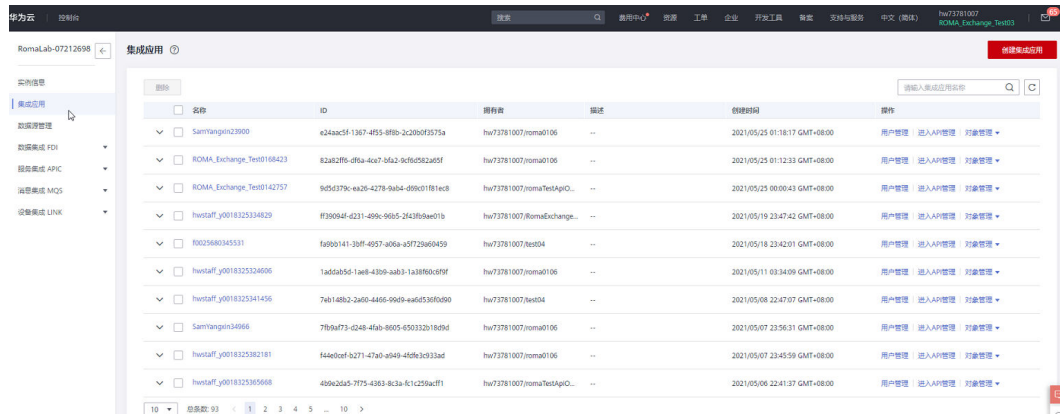 华为云 控制台 搜索 费用中心 资源 工单 企业 开发工具 备案 支持与服务 中文 (简体) hw73781007 65
ROMA_Exchange_Test03
RomaLab-07212698 集成应用 创建集成应用
实例信息
集成应用
数据源管理
数据集成 FDI
服务集成 APIC
消息集成 MQS
设备集成 LINK
删除 请输入集成应用名称
名称 ID 拥有者 描述 创建时间 操作
SamYangxin23900 e24aac5f-1367-4f55-8f8b-2c20b0f3575a hw73781007/roma0106 -- 2021/05/25 01:18:17 GMT+08:00 用户管理 进入API管理 对象管理
ROMA_Exchange_Test0168423 82a82ff6-df6a-4ce7-bfa2-9cf6d582a65f hw73781007/roma0106 -- 2021/05/25 01:12:33 GMT+08:00 用户管理 进入API管理 对象管理
ROMA_Exchange_Test0142757 9d5d379c-ea26-4278-9ab4-d69c01f81ec8 hw73781007/romaTestApiO... -- 2021/05/25 00:00:43 GMT+08:00 用户管理 进入API管理 对象管理
hwstaff_y0018325334829 ff39094f-d231-499c-96b5-2f43fb9ae01b hw73781007/RomaExchange... -- 2021/05/19 23:47:42 GMT+08:00 用户管理 进入API管理 对象管理
f0025680345531 fa9bb141-3bff-4957-a06a-a5f729a60459 hw73781007/test04 -- 2021/05/18 23:42:01 GMT+08:00 用户管理 进入API管理 对象管理
hwstaff_y0018325324606 1addab5d-1ae8-43b9-aab3-1a38f60c6f9f hw73781007/roma0106 -- 2021/05/11 03:34:09 GMT+08:00 用户管理 进入API管理 对象管理
hwstaff_y0018325341456 7eb148b2-2a60-4466-99d9-ea6d536f0d90 hw73781007/test04 -- 2021/05/08 22:47:07 GMT+08:00 用户管理 进入API管理 对象管理
SamYangxin34966 7fb9af73-d248-4fab-8605-650332b18d9d hw73781007/roma0106 -- 2021/05/07 23:56:31 GMT+08:00 用户管理 进入API管理 对象管理
hwstaff_y0018325382181 f44e0cef-b271-47a0-a949-4fdfe3c933ad hw73781007/roma0106 -- 2021/05/07 23:45:59 GMT+08:00 用户管理 进入API管理 对象管理
hwstaff_y0018325365668 4b9e2da5-7f75-4363-8c3a-fc1c259acff1 hw73781007/romaTestApiO... -- 2021/05/06 22:41:37 GMT+08:00 用户管理 进入API管理 对象管理
10 总条数: 93 < 1 2 3 4 5 ... 10 >